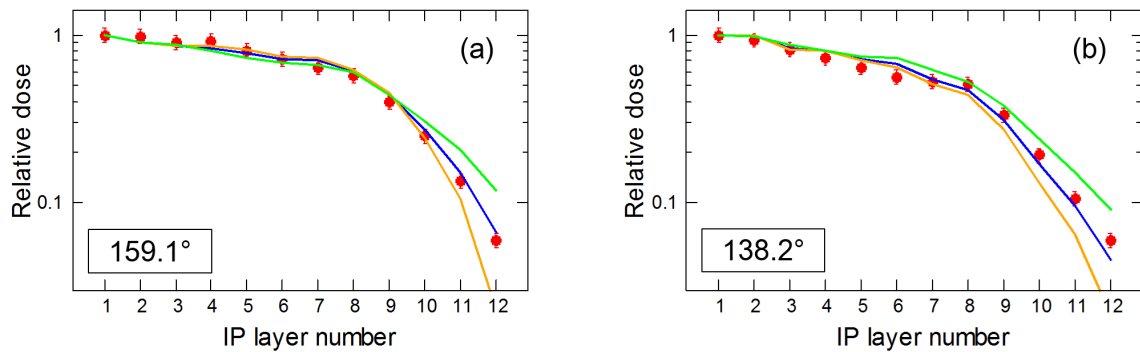 (a)
1
0.1
Relative dose
159.1°
1 2 3 4 5 6 7 8 9 10 11 12
IP layer number
(b)
1
0.1
Relative dose
138.2°
1 2 3 4 5 6 7 8 9 10 11 12
IP layer number